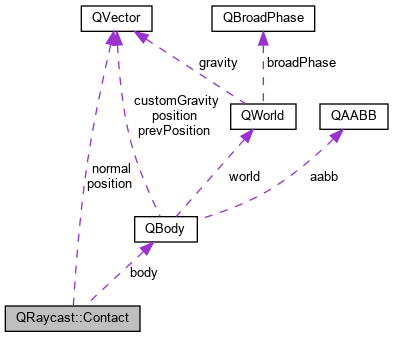 QVector
QBroadPhase
gravity
broadPhase
customGravity
position
prevPosition
QWorld
QAABB
normal
position
world
aabb
QBody
body
QRaycast::Contact